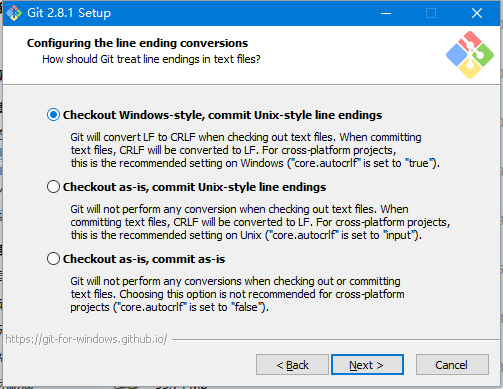 Git 2.8.1 Setup
Configuring the line ending conversions
How should Git treat line endings in text files?
Checkout Windows-style, commit Unix-style line endings
Git will convert LF to CRLF when checking out text files. When committing
text files, CRLF will be converted to LF. For cross-platform projects,
this is the recommended setting on Windows ("core.autocrlf" is set to "true").
Checkout as-is, commit Unix-style line endings
Git will not perform any conversion when checking out text files. When
committing text files, CRLF will be converted to LF. For cross-platform projects,
this is the recommended setting on Unix ("core.autocrlf" is set to "input").
Checkout as-is, commit as-is
Git will not perform any conversions when checking out or committing
text files. Choosing this option is not recommended for cross-platform
projects ("core.autocrlf" is set to "false").
https://git-for-windows.github.io/
< Back
Next >
Cancel